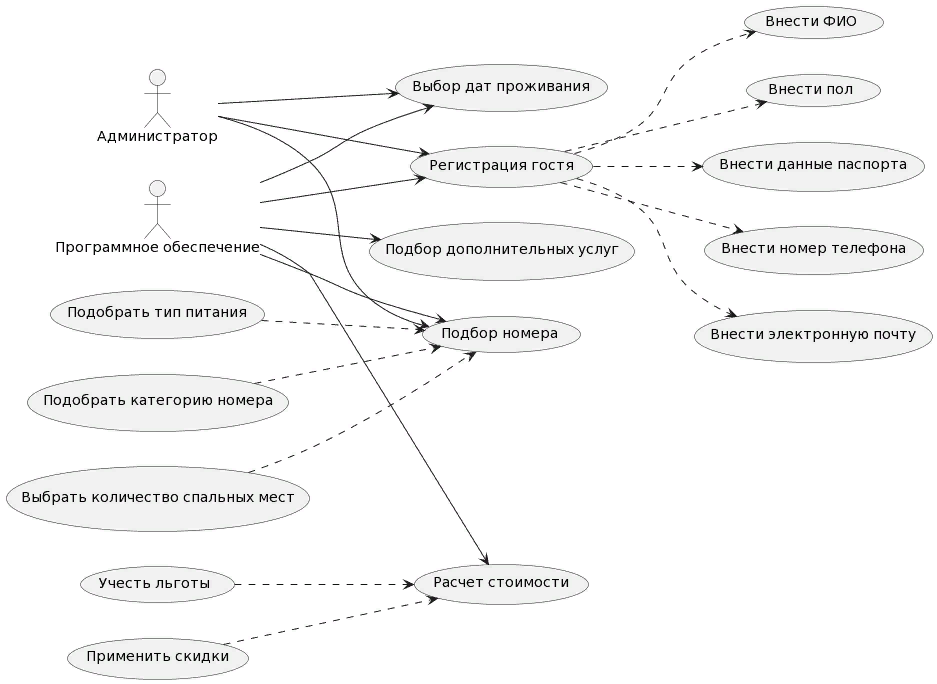 Внести ФИО
Выбор дат проживания
Внести пол
Администратор
Регистрация гостя
Внести данные паспорта
Программное обеспечение
Подбор дополнительных услуг
Внести номер телефона
Подобрать тип питания
Подбор номера
Внести электронную почту
Подобрать категорию номера
Выбрать количество спальных мест
Учесть льготы
Расчет стоимости
Применить скидки